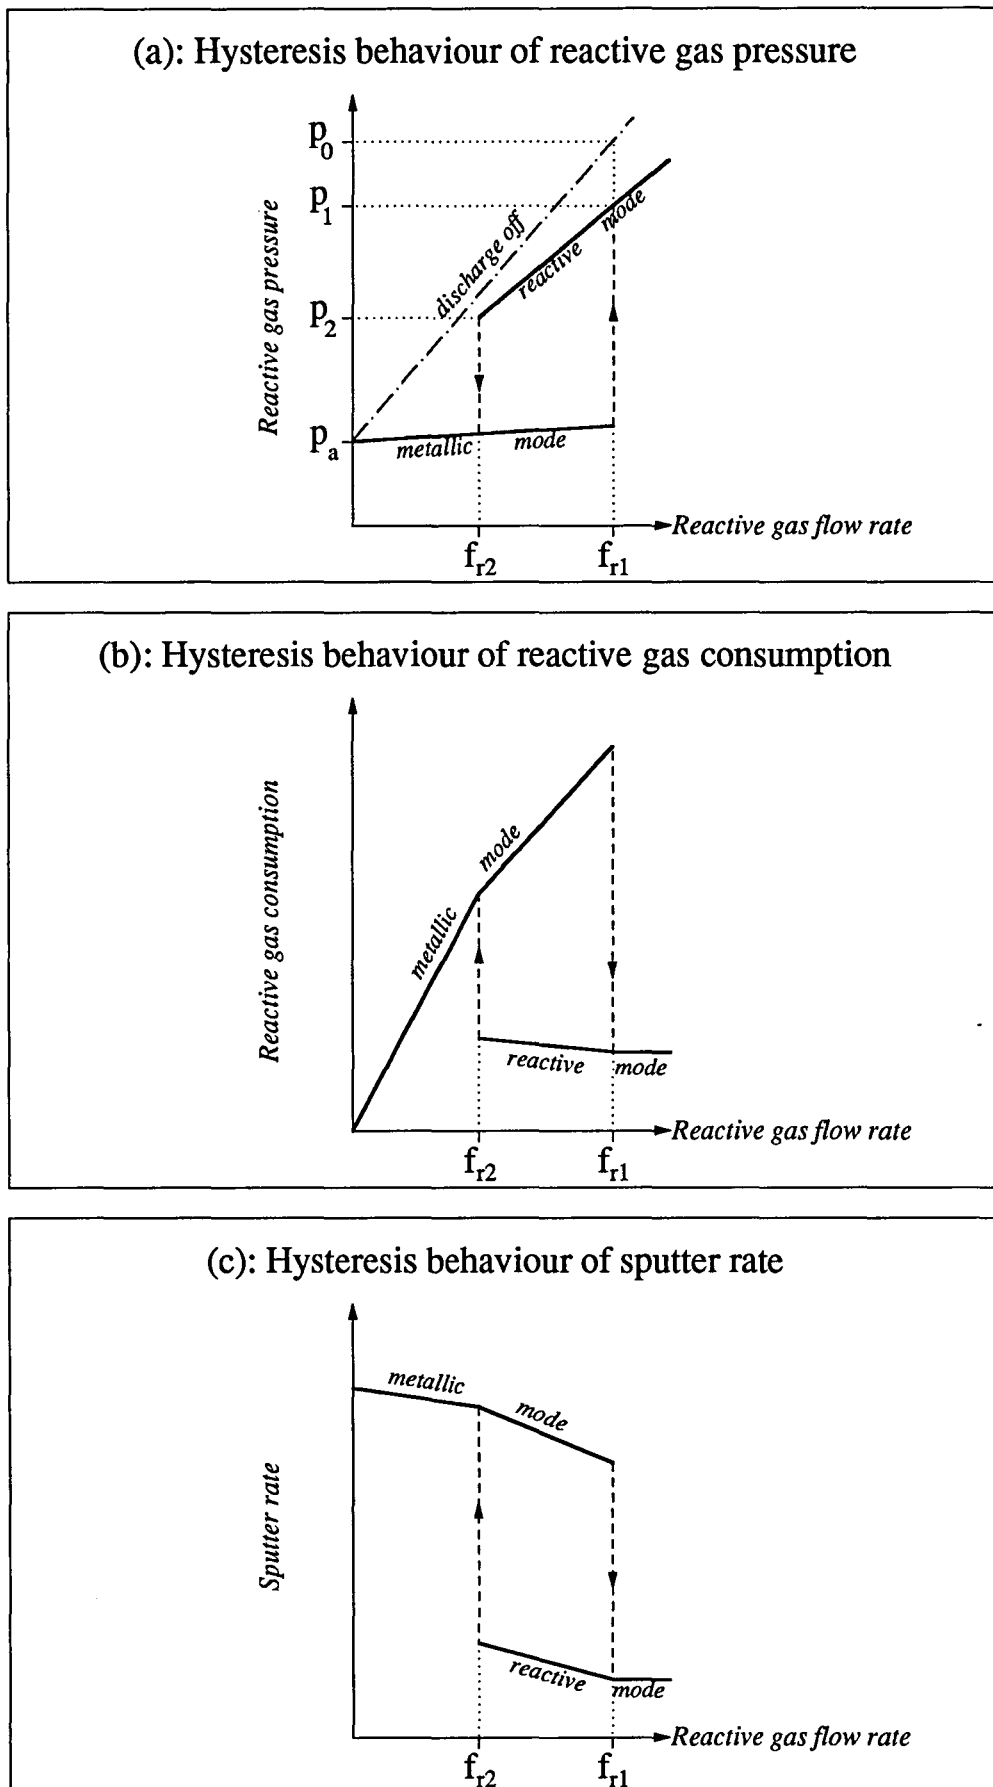 (a): Hysteresis behaviour of reactive gas pressure
Reactive gas pressure
p0
p1
p2
pa
discharge off
reactive
mode
metallic
mode
Reactive gas flow rate
fr2
fr1
(b): Hysteresis behaviour of reactive gas consumption
Reactive gas consumption
metallic
mode
reactive
mode
Reactive gas flow rate
fr2
fr1
(c): Hysteresis behaviour of sputter rate
Sputter rate
metallic
mode
reactive
mode
Reactive gas flow rate
fr2
fr1